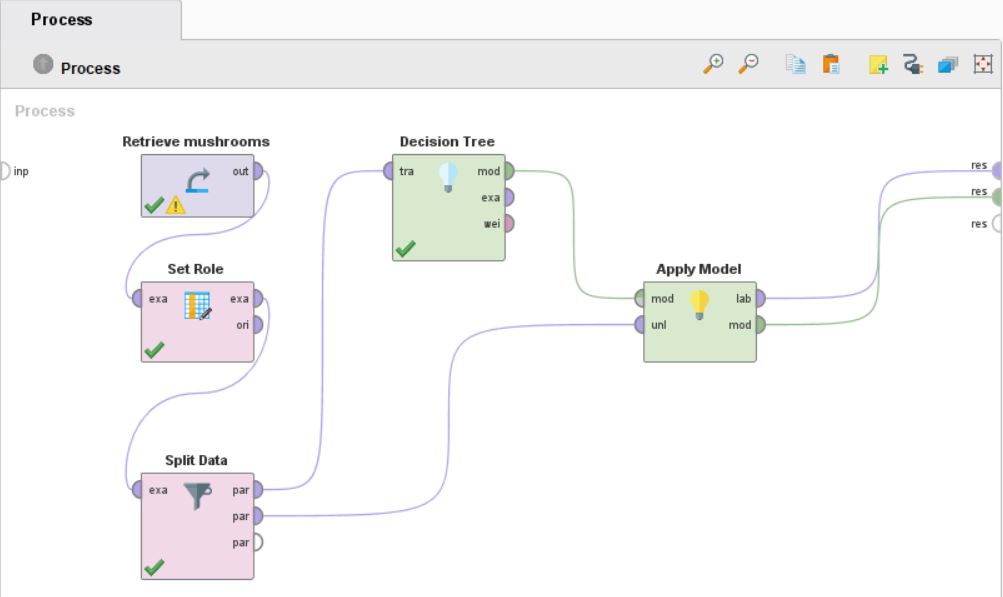 Process
Process
Process
Retrieve mushrooms
inp
out
Set Role
exa
exa
ori
Split Data
exa
par
par
par
Decision Tree
tra
mod
exa
wei
Apply Model
mod
lab
unl
mod
res
res
res